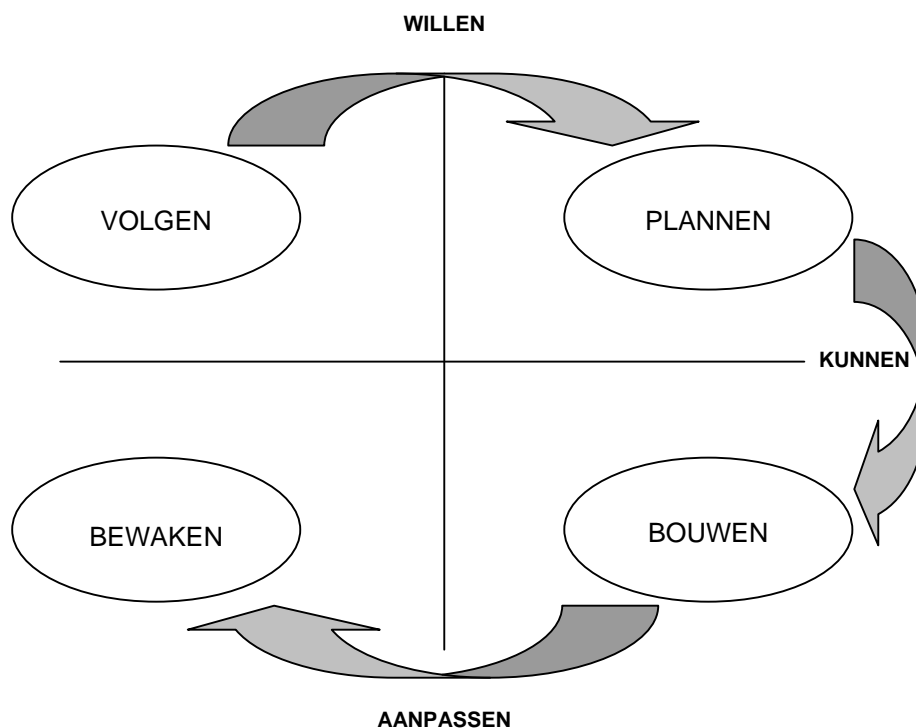 WILLEN
VOLGEN
PLANNEN
KUNNEN
BEWAKEN
BOUWEN
AANPASSEN